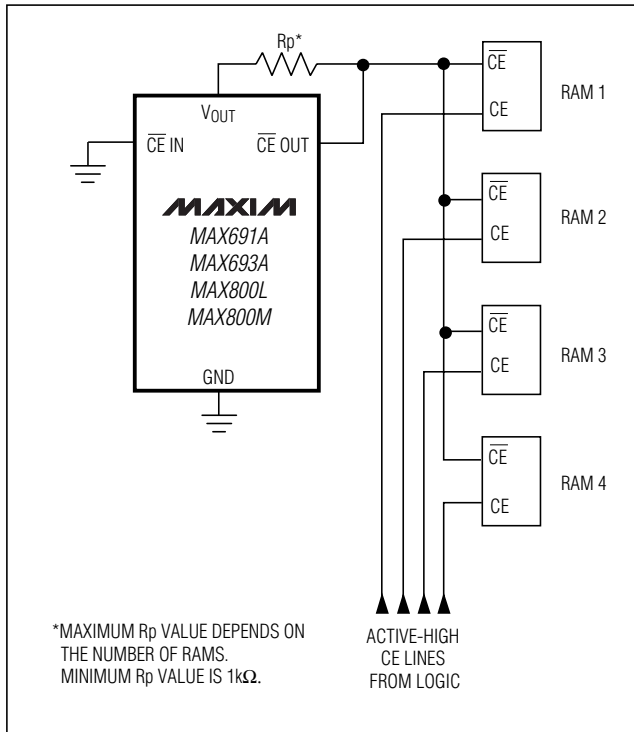 Rp*
VOUT
CE IN
CE OUT
MAXIM
MAX691A
MAX693A
MAX800L
MAX800M
GND
CE
CE
RAM 1
CE
CE
RAM 2
CE
CE
RAM 3
CE
CE
RAM 4
*MAXIMUM Rp VALUE DEPENDS ON
THE NUMBER OF RAMS.
MINIMUM Rp VALUE IS 1kΩ.
ACTIVE-HIGH
CE LINES
FROM LOGIC